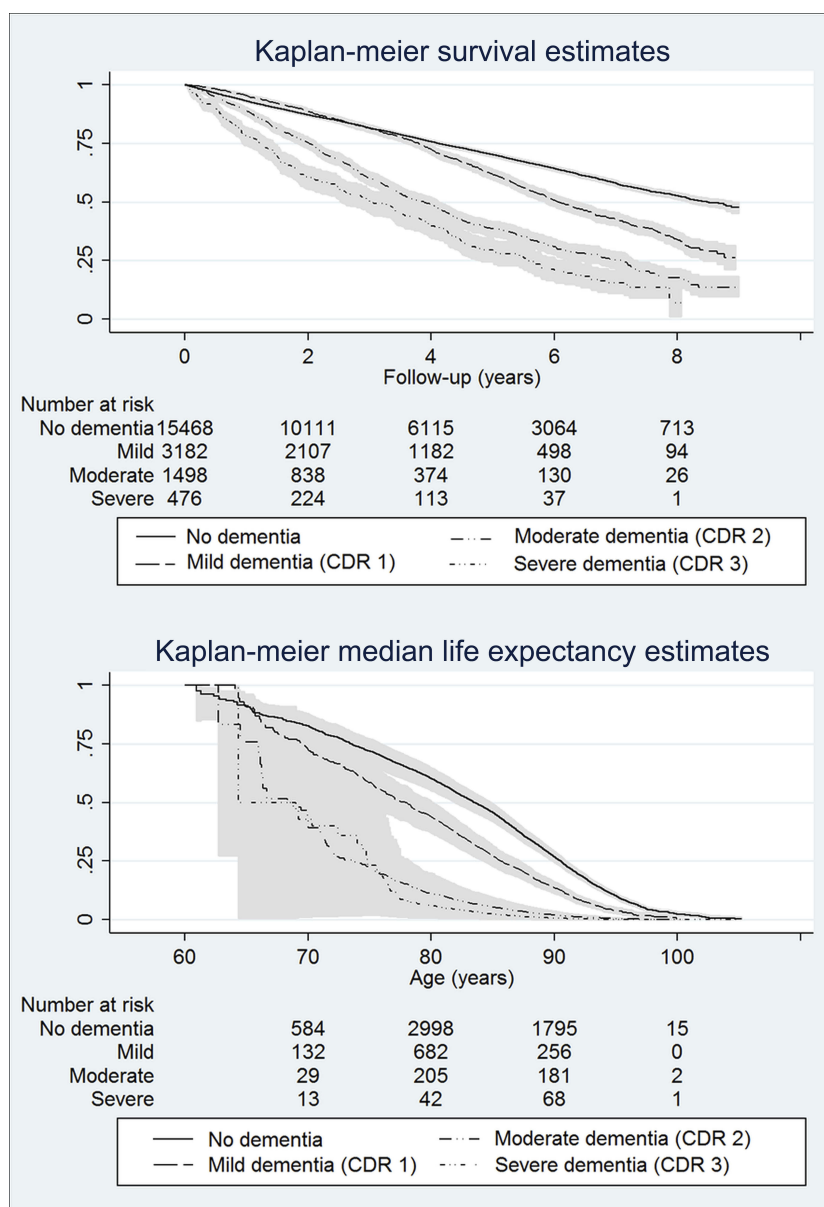 Kaplan-meier survival estimates
1
.75
.5
.25
0
0 2 4 6 8
Follow-up (years)
Number at risk
No dementia 15468 10111 6115 3064 713
Mild 3182 2107 1182 498 94
Moderate 1498 838 374 130 26
Severe 476 224 113 37 1
No dementia Moderate dementia (CDR 2)
Mild dementia (CDR 1) Severe dementia (CDR 3)
Kaplan-meier median life expectancy estimates
1
.75
.5
.25
0
60 70 80 90 100
Age (years)
Number at risk
No dementia 584 2998 1795 15
Mild 132 682 256 0
Moderate 29 205 181 2
Severe 13 42 68 1
No dementia Moderate dementia (CDR 2)
Mild dementia (CDR 1) Severe dementia (CDR 3)